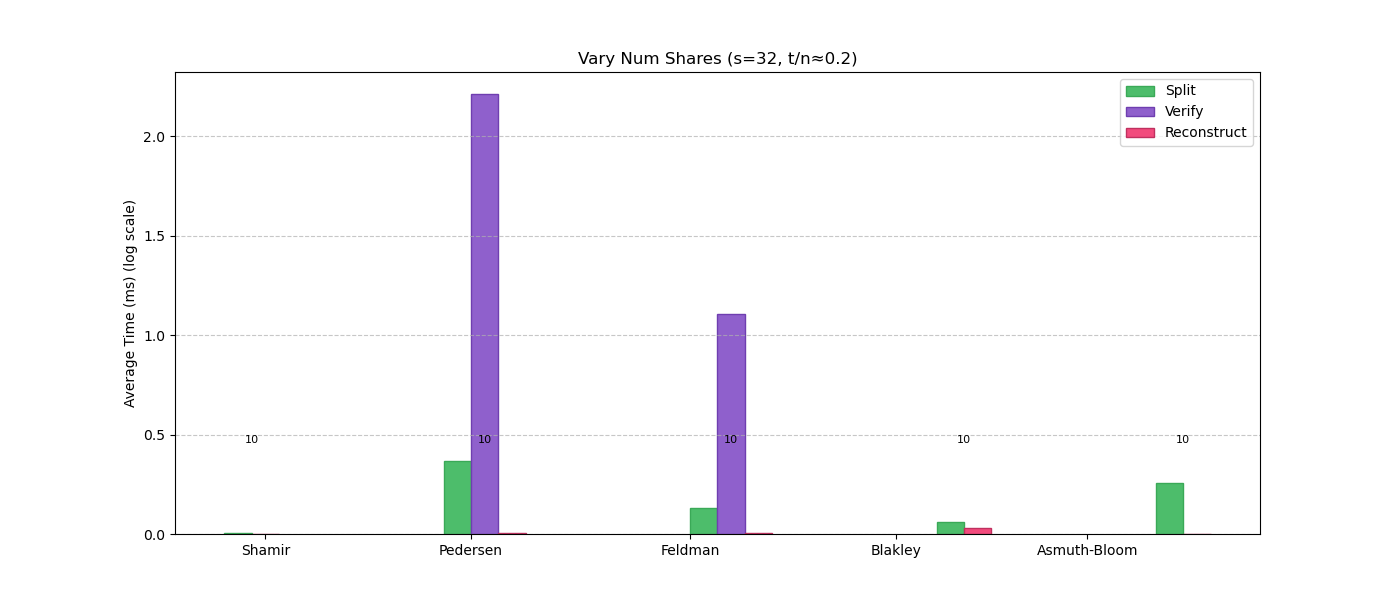 Vary Num Shares (s=32, t/n≈0.2)
Split
Verify
Reconstruct
Average Time (ms) (log scale)
2.0
1.5
1.0
0.5
0.0
10 10 10 10 10
Shamir Pedersen Feldman Blakley Asmuth-Bloom